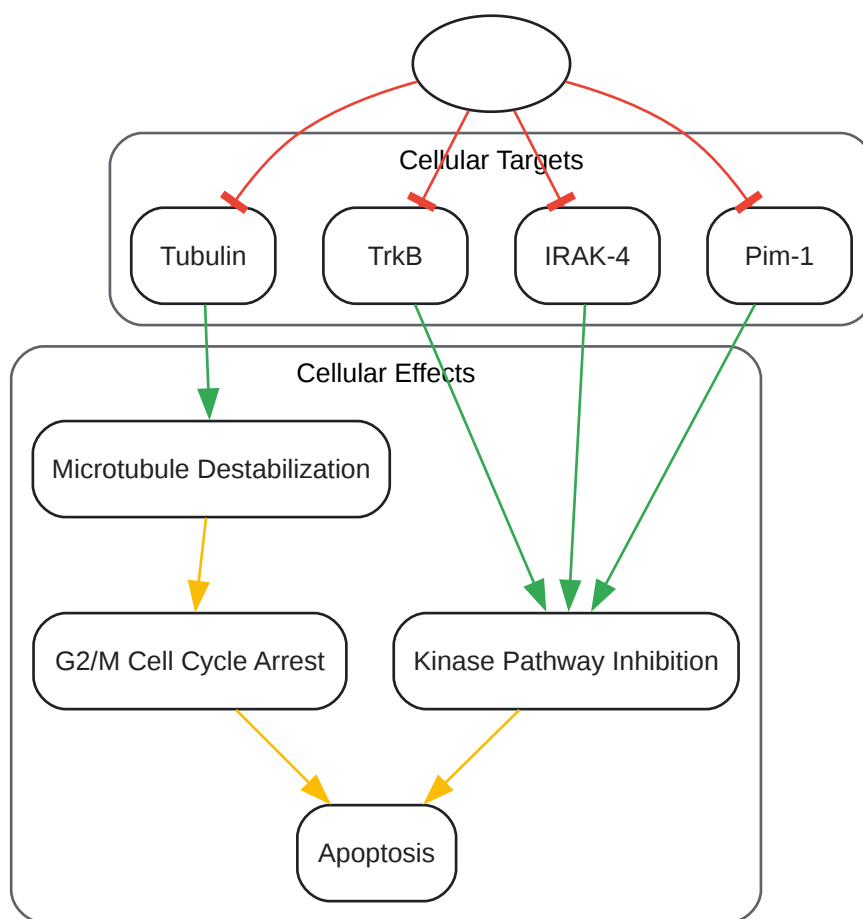 Cellular Targets
Tubulin
TrkB
IRAK-4
Pim-1
Cellular Effects
Microtubule Destabilization
G2/M Cell Cycle Arrest
Kinase Pathway Inhibition
Apoptosis